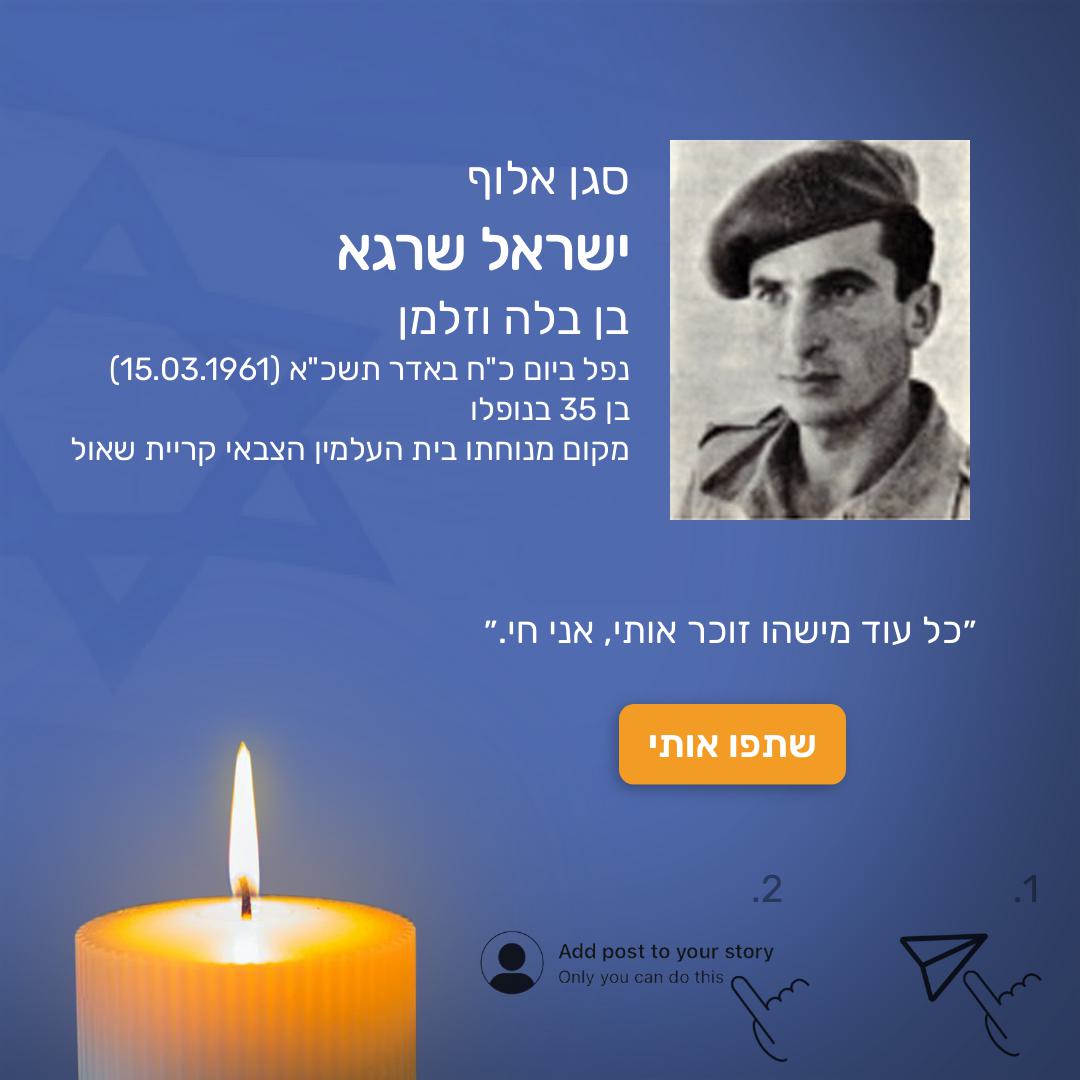 סגן אלוף
ישראל שרגא
בן בלה וזלמן
נפל ביום כ"ח באדר תשכ"א (15.03.1961)
בן 35 בנופלו
מקום מנוחתו בית העלמין הצבאי קריית שאול
״כל עוד מישהו זוכר אותי, אני חי.״
שתפו אותי
1.
2.
Add post to your story
Only you can do this